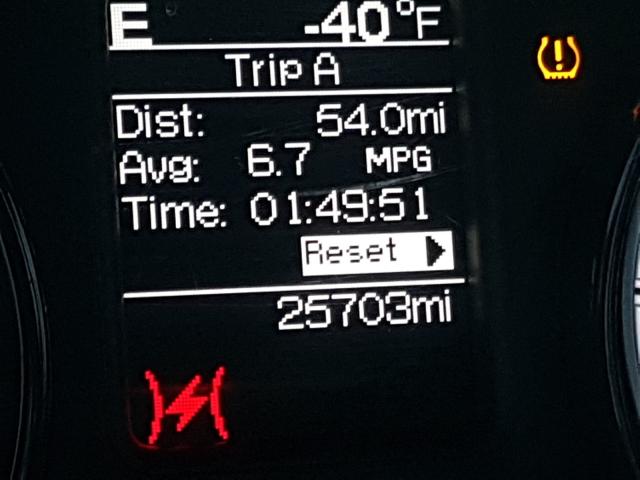 E -40°F
Trip A
Dist: 54.0mi
Avg: 6.7 MPG
Time: 01:49:51
Reset
25703mi